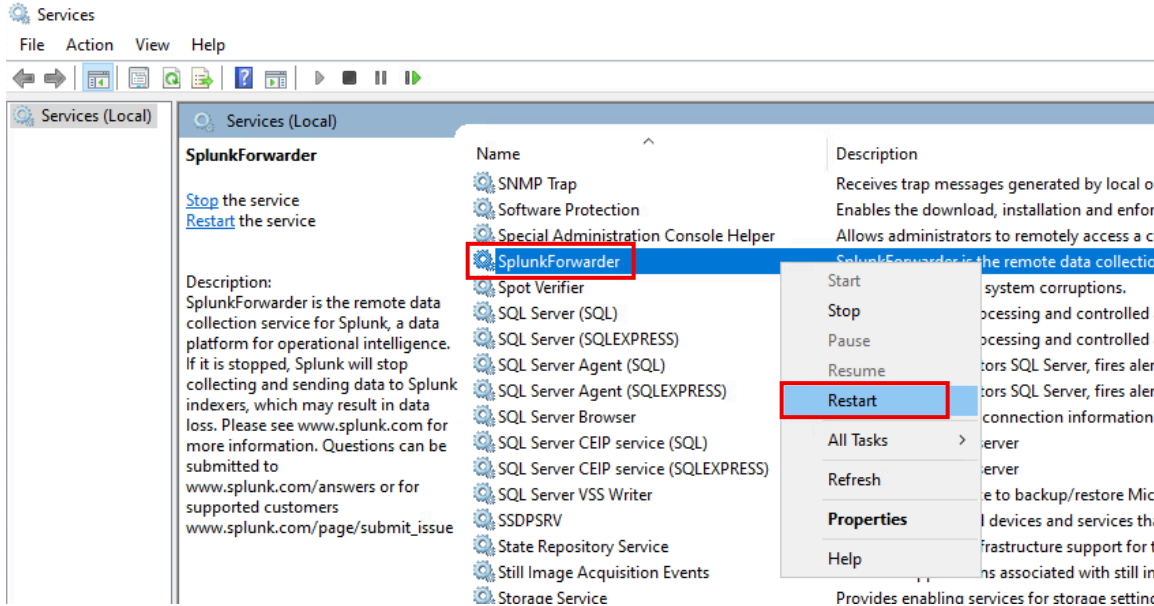 Services
File Action View Help
Services (Local)
Services (Local)
SplunkForwarder
Stop the service
Restart the service
Description:
SplunkForwarder is the remote data
collection service for Splunk, a data
platform for operational intelligence.
If it is stopped, Splunk will stop
collecting and sending data to Splunk
indexers, which may result in data
loss. Please see www.splunk.com for
more information. Questions can be
submitted to
www.splunk.com/answers or for
supported customers
www.splunk.com/page/submit_issue
Name Description
SNMP Trap Receives trap messages generated by local o
Software Protection Enables the download, installation and enfor
Special Administration Console Helper Allows administrators to remotely access a c
SplunkForwarder SplunkForwarder is the remote data collectio
Spot Verifier system corruptions.
SQL Server (SQL) ocessing and controlled
SQL Server (SQLEXPRESS) ocessing and controlled
SQL Server Agent (SQL) tors SQL Server, fires aler
SQL Server Agent (SQLEXPRESS) tors SQL Server, fires aler
SQL Server Browser connection information
SQL Server CEIP service (SQL) erver
SQL Server CEIP service (SQLEXPRESS) erver
SQL Server VSS Writer e to backup/restore Mic
SSDPSRV devices and services tha
State Repository Service frastructure support for t
Still Image Acquisition Events ns associated with still in
Storage Service Provides enabling services for storage setting
Start
Stop
Pause
Resume
Restart
All Tasks
Refresh
Properties
Help